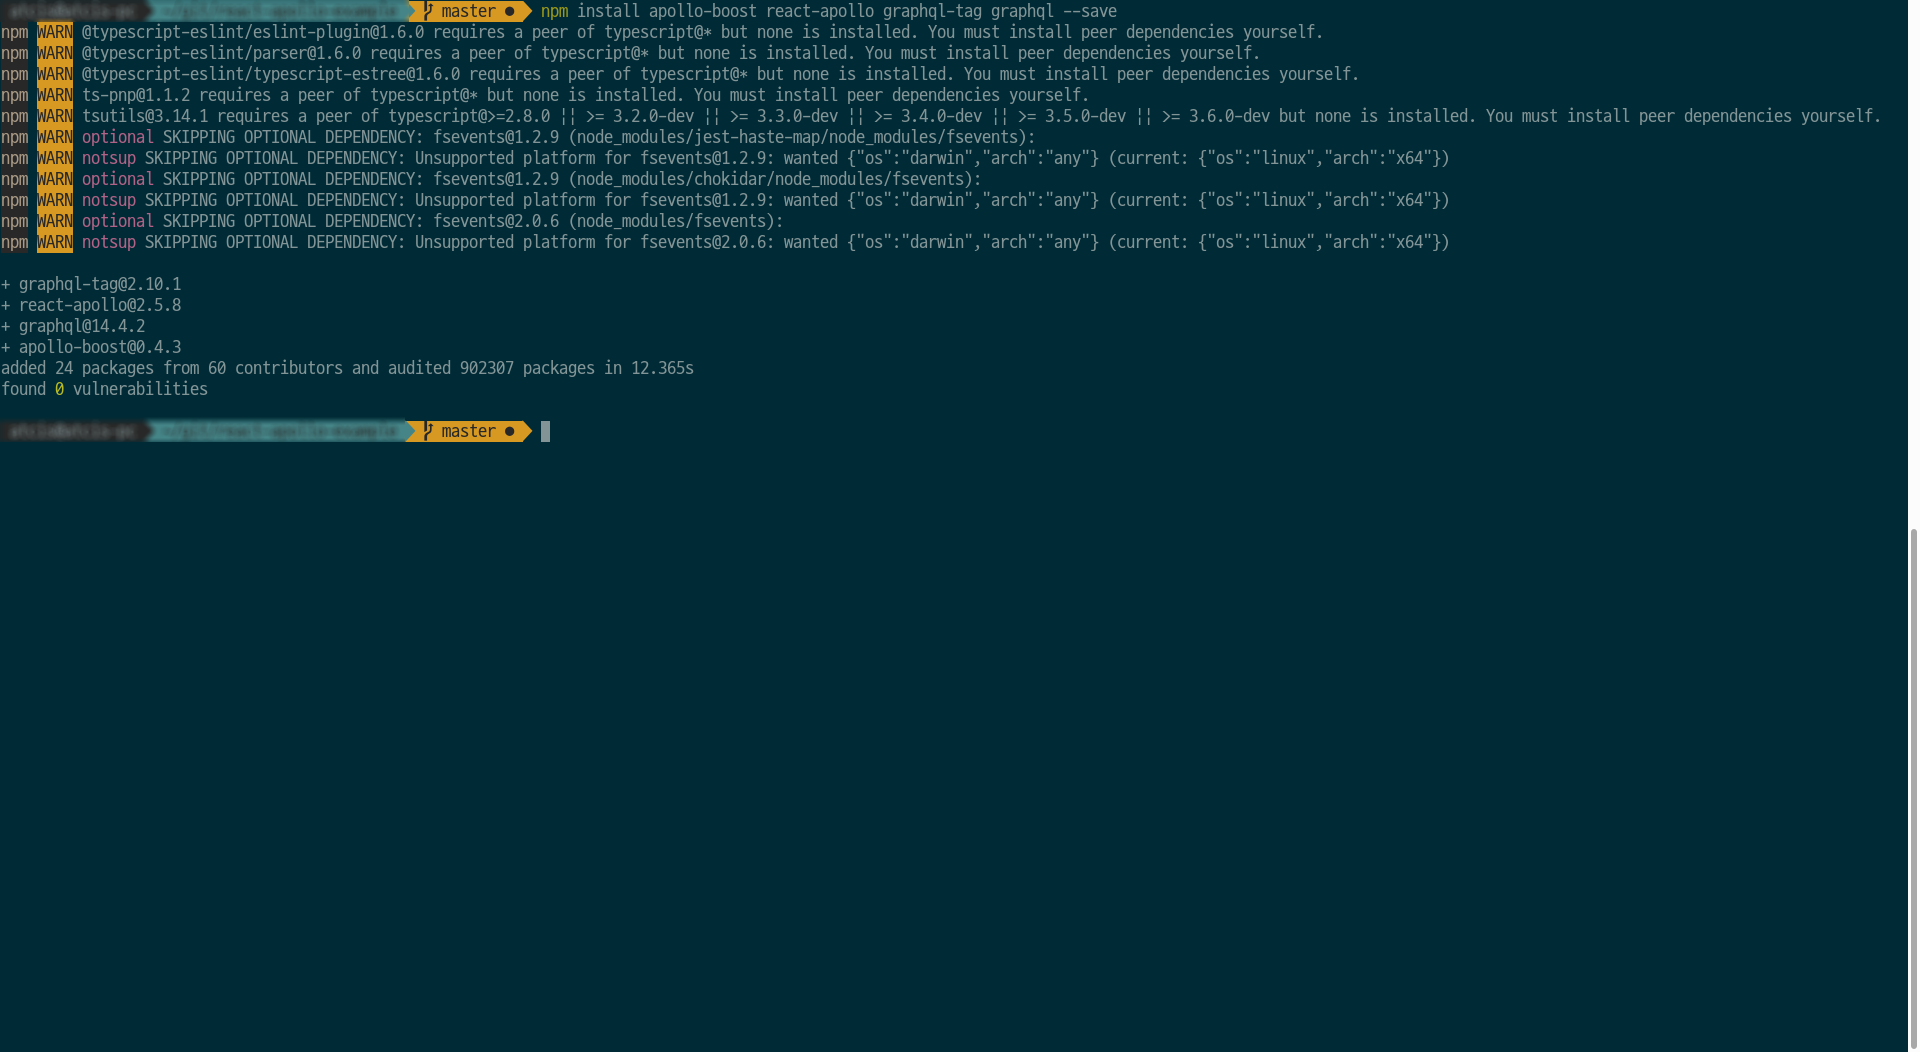 master ● npm install apollo-boost react-apollo graphql-tag graphql --save
npm WARN @typescript-eslint/eslint-plugin@1.6.0 requires a peer of typescript@* but none is installed. You must install peer dependencies yourself.
npm WARN @typescript-eslint/parser@1.6.0 requires a peer of typescript@* but none is installed. You must install peer dependencies yourself.
npm WARN @typescript-eslint/typescript-estree@1.6.0 requires a peer of typescript@* but none is installed. You must install peer dependencies yourself.
npm WARN ts-pnp@1.1.2 requires a peer of typescript@* but none is installed. You must install peer dependencies yourself.
npm WARN tsutils@3.14.1 requires a peer of typescript@>=2.8.0 || >= 3.2.0-dev || >= 3.3.0-dev || >= 3.4.0-dev || >= 3.5.0-dev || >= 3.6.0-dev but none is installed. You must install peer dependencies yourself.
npm WARN optional SKIPPING OPTIONAL DEPENDENCY: fsevents@1.2.9 (node_modules/jest-haste-map/node_modules/fsevents):
npm WARN notsup SKIPPING OPTIONAL DEPENDENCY: Unsupported platform for fsevents@1.2.9: wanted {"os":"darwin","arch":"any"} (current: {"os":"linux","arch":"x64"})
npm WARN optional SKIPPING OPTIONAL DEPENDENCY: fsevents@1.2.9 (node_modules/chokidar/node_modules/fsevents):
npm WARN notsup SKIPPING OPTIONAL DEPENDENCY: Unsupported platform for fsevents@1.2.9: wanted {"os":"darwin","arch":"any"} (current: {"os":"linux","arch":"x64"})
npm WARN optional SKIPPING OPTIONAL DEPENDENCY: fsevents@2.0.6 (node_modules/fsevents):
npm WARN notsup SKIPPING OPTIONAL DEPENDENCY: Unsupported platform for fsevents@2.0.6: wanted {"os":"darwin","arch":"any"} (current: {"os":"linux","arch":"x64"})
+ graphql-tag@2.10.1
+ react-apollo@2.5.8
+ graphql@14.4.2
+ apollo-boost@0.4.3
added 24 packages from 60 contributors and audited 902307 packages in 12.365s
found 0 vulnerabilities
master ●